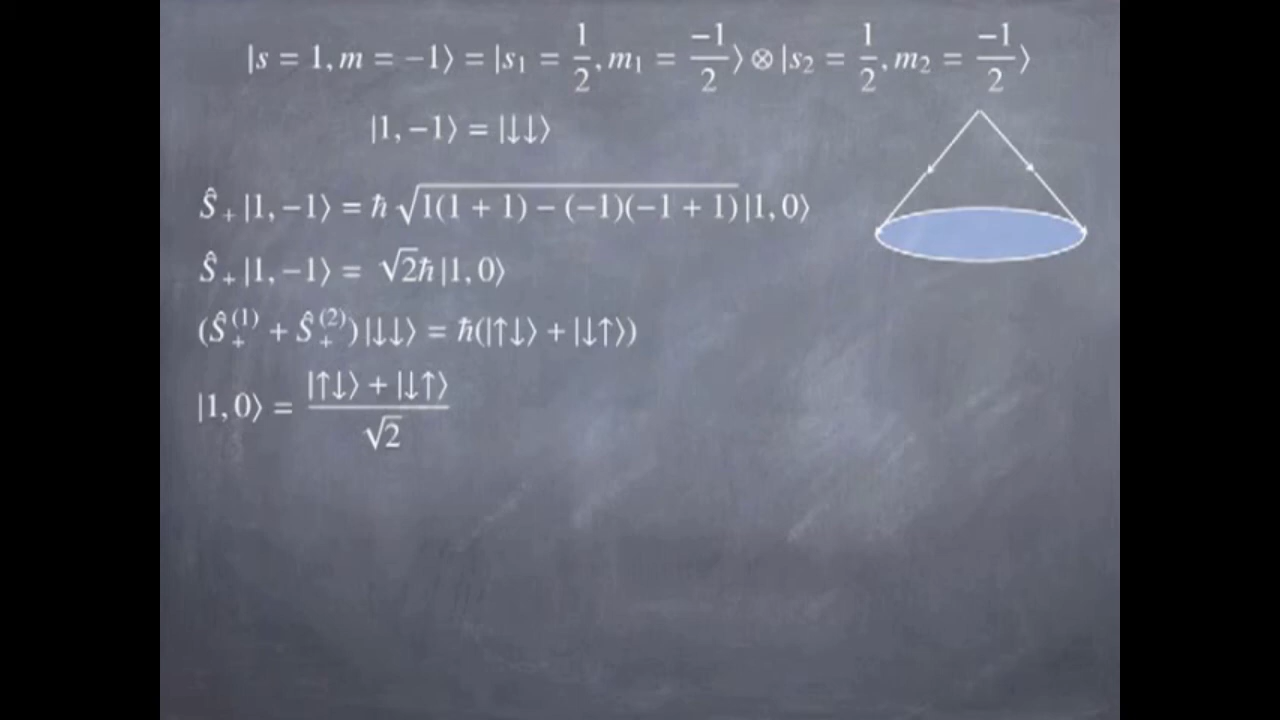 |s = 1, m = −1⟩ = |s₁ = 1/2, m₁ = −1/2⟩ ⊗ |s₂ = 1/2, m₂ = −1/2⟩
|1, −1⟩ = |↓↓⟩
Ŝ₊ |1, −1⟩ = ℏ √(1(1 + 1) − (−1)(−1 + 1)) |1, 0⟩
Ŝ₊ |1, −1⟩ = √2ℏ |1, 0⟩
(Ŝ₊⁽¹⁾ + Ŝ₊⁽²⁾) |↓↓⟩ = ℏ(|↑↓⟩ + |↓↑⟩)
|1, 0⟩ = (|↑↓⟩ + |↓↑⟩)/√2